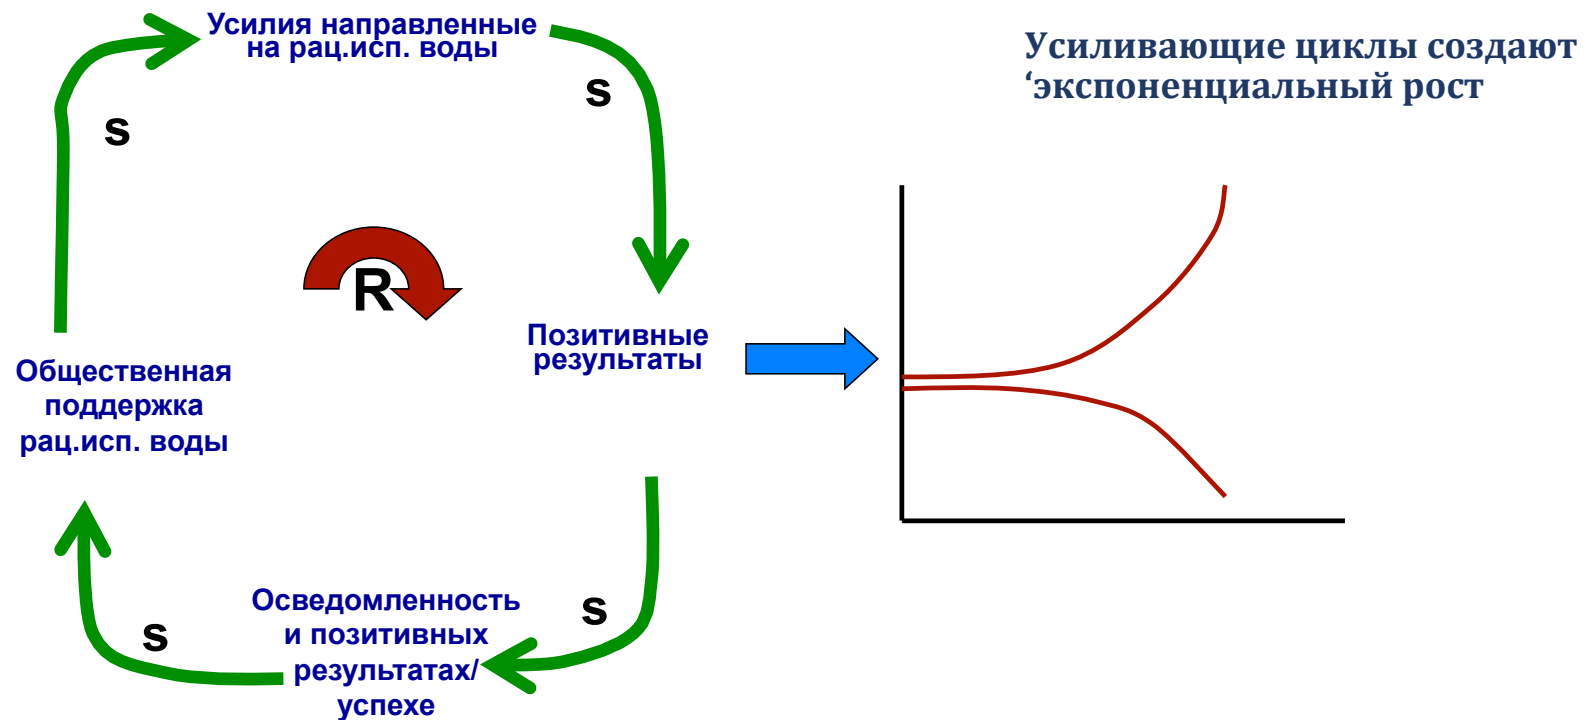 Усилия направленные
на рац.исп. воды
Усиливающие циклы создают
‘экспоненциальный рост
s
s
R
Позитивные
результаты
Общественная
поддержка
рац.исп. воды
Осведомленность
и позитивных
результатах/
успехе
s
s